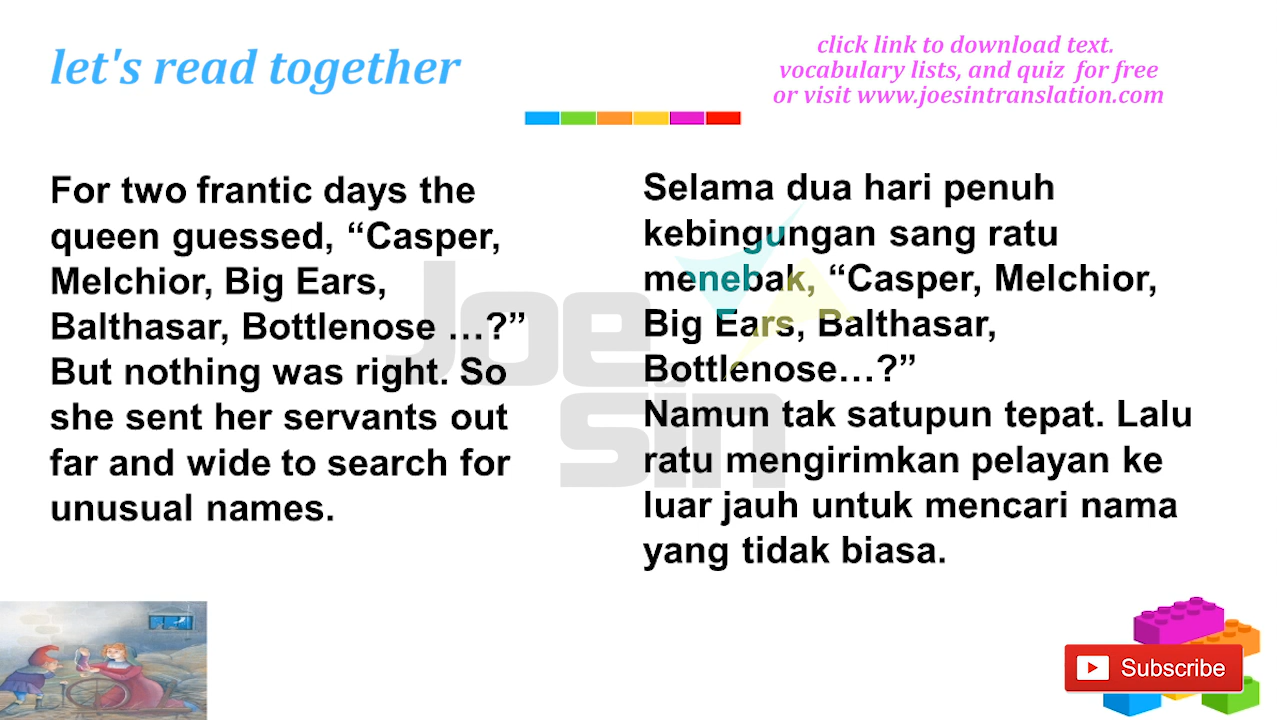 let's read together
click link to download text.
vocabulary lists, and quiz for free
or visit www.joesintranslation.com
For two frantic days the
queen guessed, “Casper,
Melchior, Big Ears,
Balthasar, Bottlenose …?”
But nothing was right. So
she sent her servants out
far and wide to search for
unusual names.
Selama dua hari penuh
kebingungan sang ratu
menebak, “Casper, Melchior,
Big Ears, Balthasar,
Bottlenose…?”
Namun tak satupun tepat. Lalu
ratu mengirimkan pelayan ke
luar jauh untuk mencari nama
yang tidak biasa.
Joe
sin
Subscribe